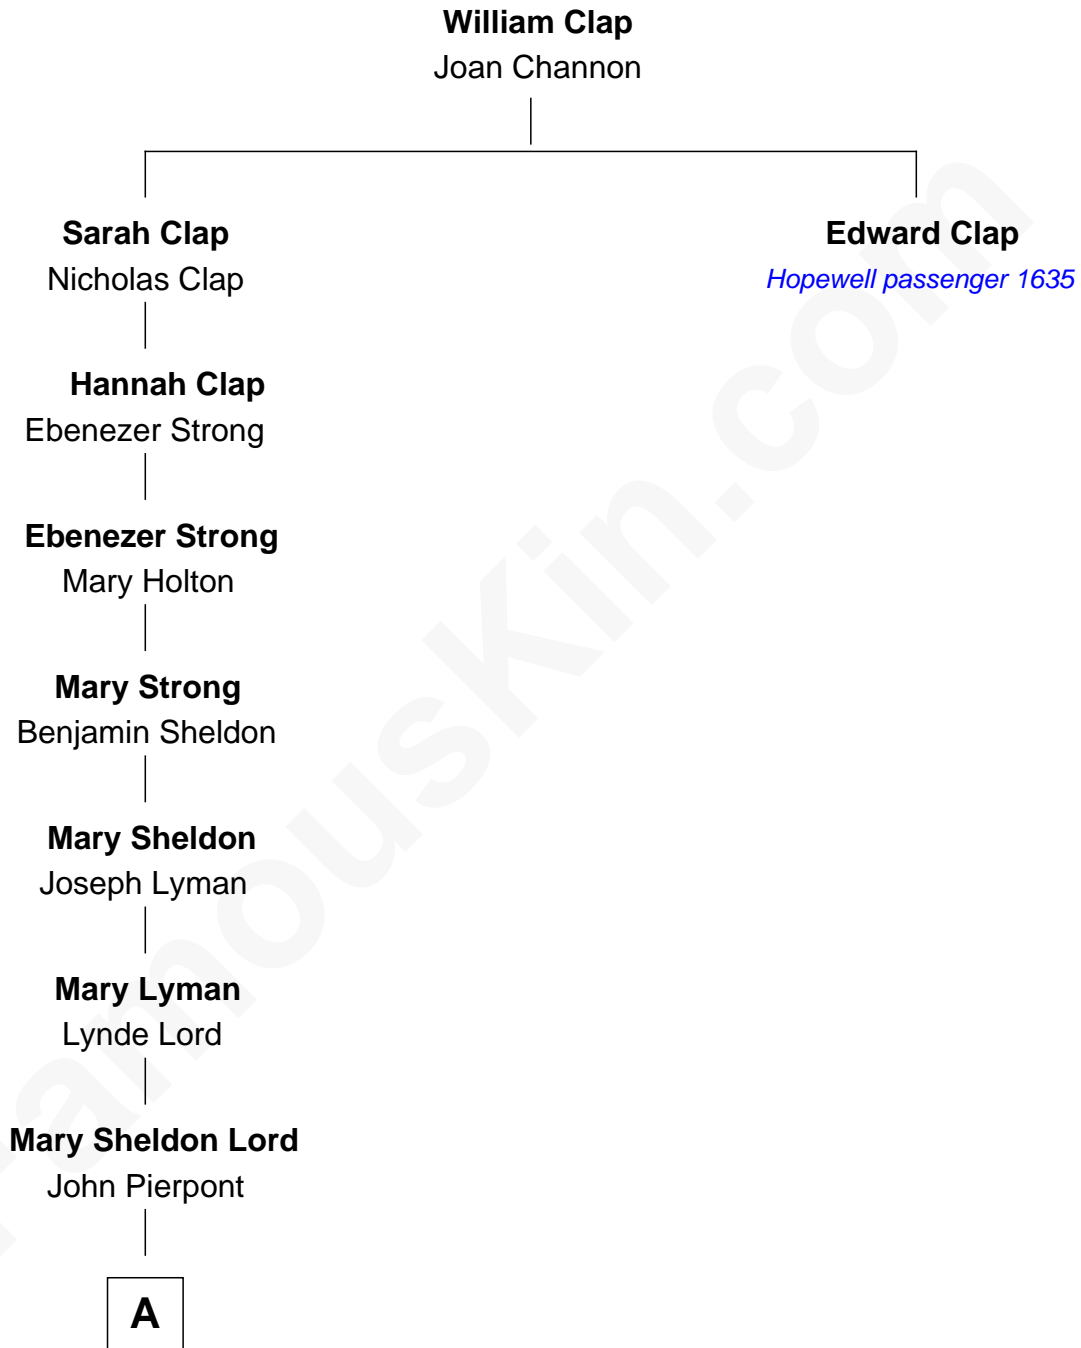 William Clap
Joan Channon
Sarah Clap
Nicholas Clap
Edward Clap
Hopewell passenger 1635
Hannah Clap
Ebenezer Strong
Ebenezer Strong
Mary Holton
Mary Strong
Benjamin Sheldon
Mary Sheldon
Joseph Lyman
Mary Lyman
Lynde Lord
Mary Sheldon Lord
John Pierpont
A
FamousKin.com